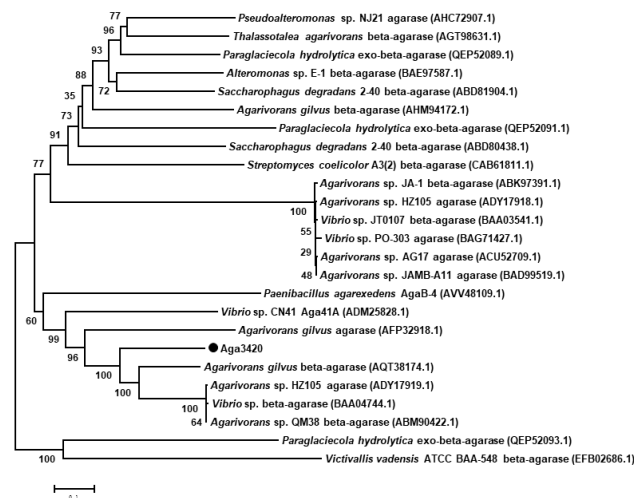 77
Pseudoalteromonas sp. NJ21 agarase (AHC72907.1)
96
Thalassotalea agarivorans beta-agarase (AGT98631.1)
93
Paraglaciecola hydrolytica exo-beta-agarase (QEP52089.1)
88
Alteromonas sp. E-1 beta-agarase (BAE97587.1)
72
Saccharophagus degradans 2-40 beta-agarase (ABD81904.1)
35
Agarivorans gilvus beta-agarase (AHM94172.1)
73
Paraglaciecola hydrolytica exo-beta-agarase (QEP52091.1)
91
Saccharophagus degradans 2-40 beta-agarase (ABD80438.1)
77
Streptomyces coelicolor A3(2) beta-agarase (CAB61811.1)
Agarivorans sp. JA-1 beta-agarase (ABK97391.1)
Agarivorans sp. HZ105 agarase (ADY17918.1)
100
Vibrio sp. JT0107 beta-agarase (BAA03541.1)
55
Vibrio sp. PO-303 agarase (BAG71427.1)
29
Agarivorans sp. AG17 agarase (ACU52709.1)
48
Agarivorans sp. JAMB-A11 agarase (BAD99519.1)
Paenibacillus agarexedens AgaB-4 (AVV48109.1)
60
Vibrio sp. CN41 Aga41A (ADM25828.1)
99
Agarivorans gilvus agarase (AFP32918.1)
96
Aga3420
100
Agarivorans gilvus beta agarase (AQT38174.1)
Agarivorans sp. HZ105 agarase (ADY17919.1)
100
Vibrio sp. beta-agarase (BAA04744.1)
64
Agarivorans sp. QM38 beta-agarase (ABM90422.1)
Paraglaciecola hydrolytica exo-beta-agarase (QEP52093.1)
100
Victivallis vadensis ATCC BAA-548 beta-agarase (EFB02686.1)